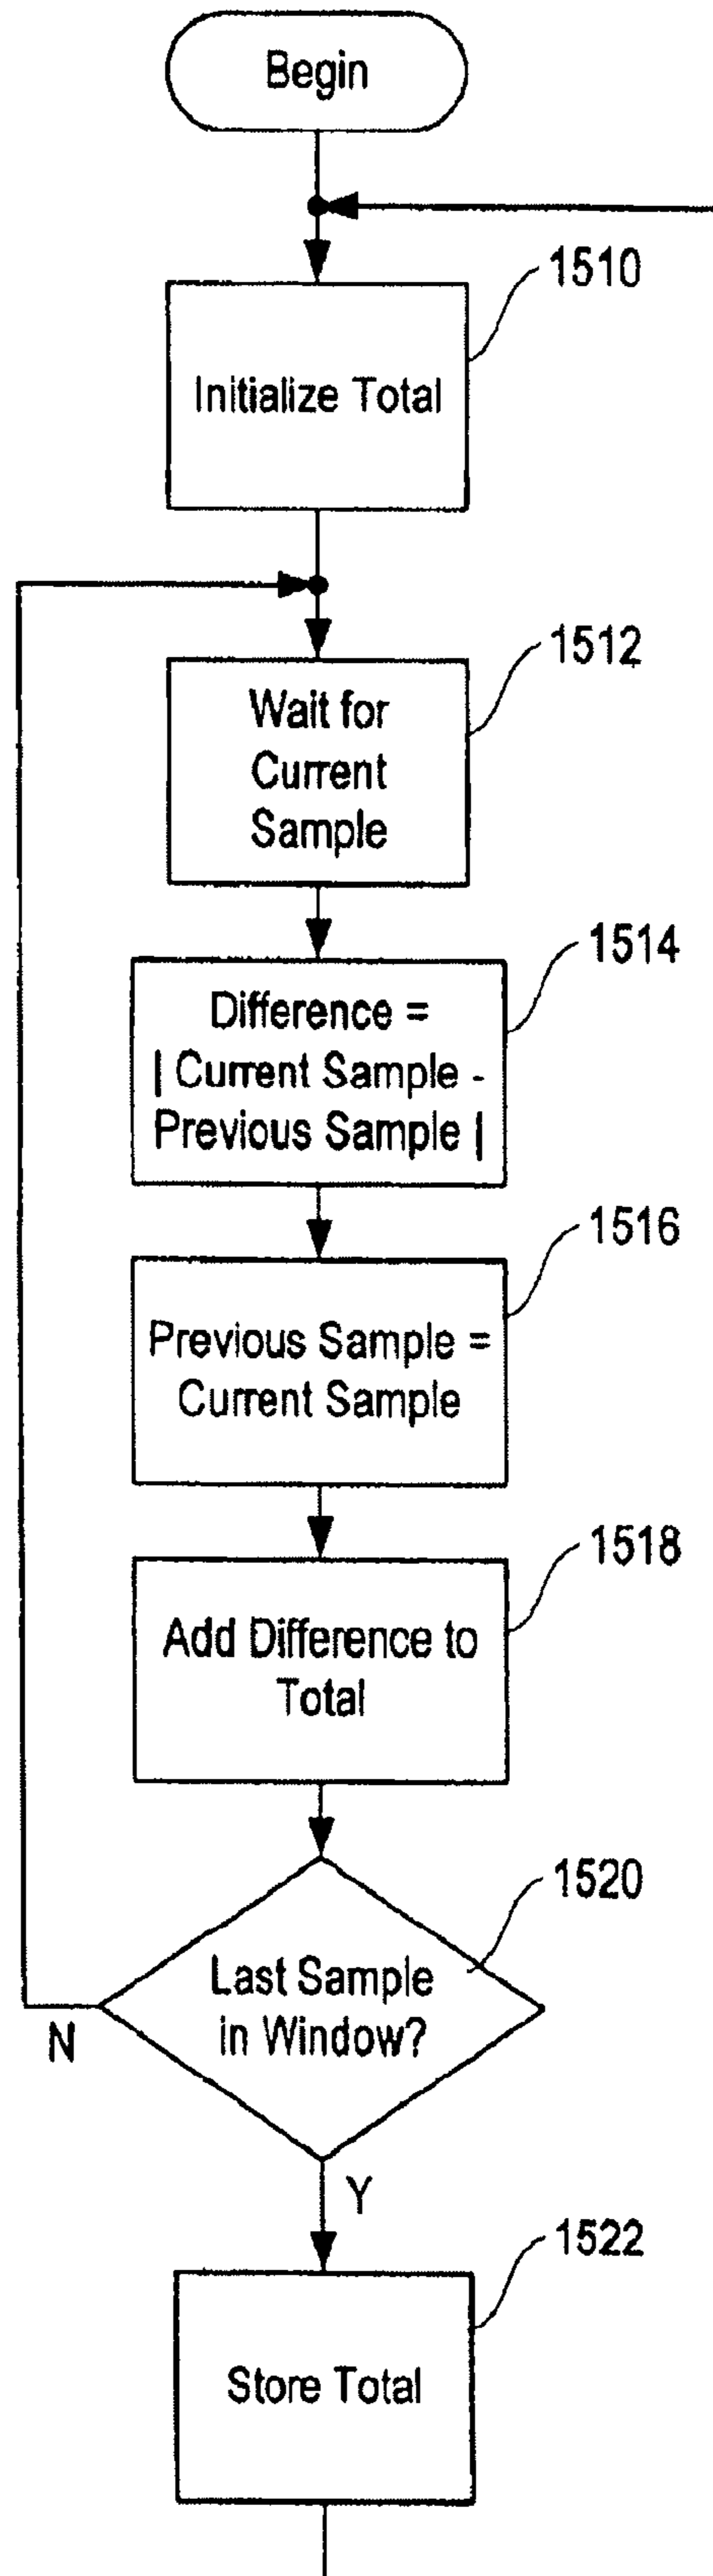 Begin
1510
Initialize Total
1512
Wait for
Current
Sample
1514
Difference =
| Current Sample -
Previous Sample |
1516
Previous Sample =
Current Sample
1518
Add Difference to
Total
1520
Last Sample
in Window?
N
Y
1522
Store Total